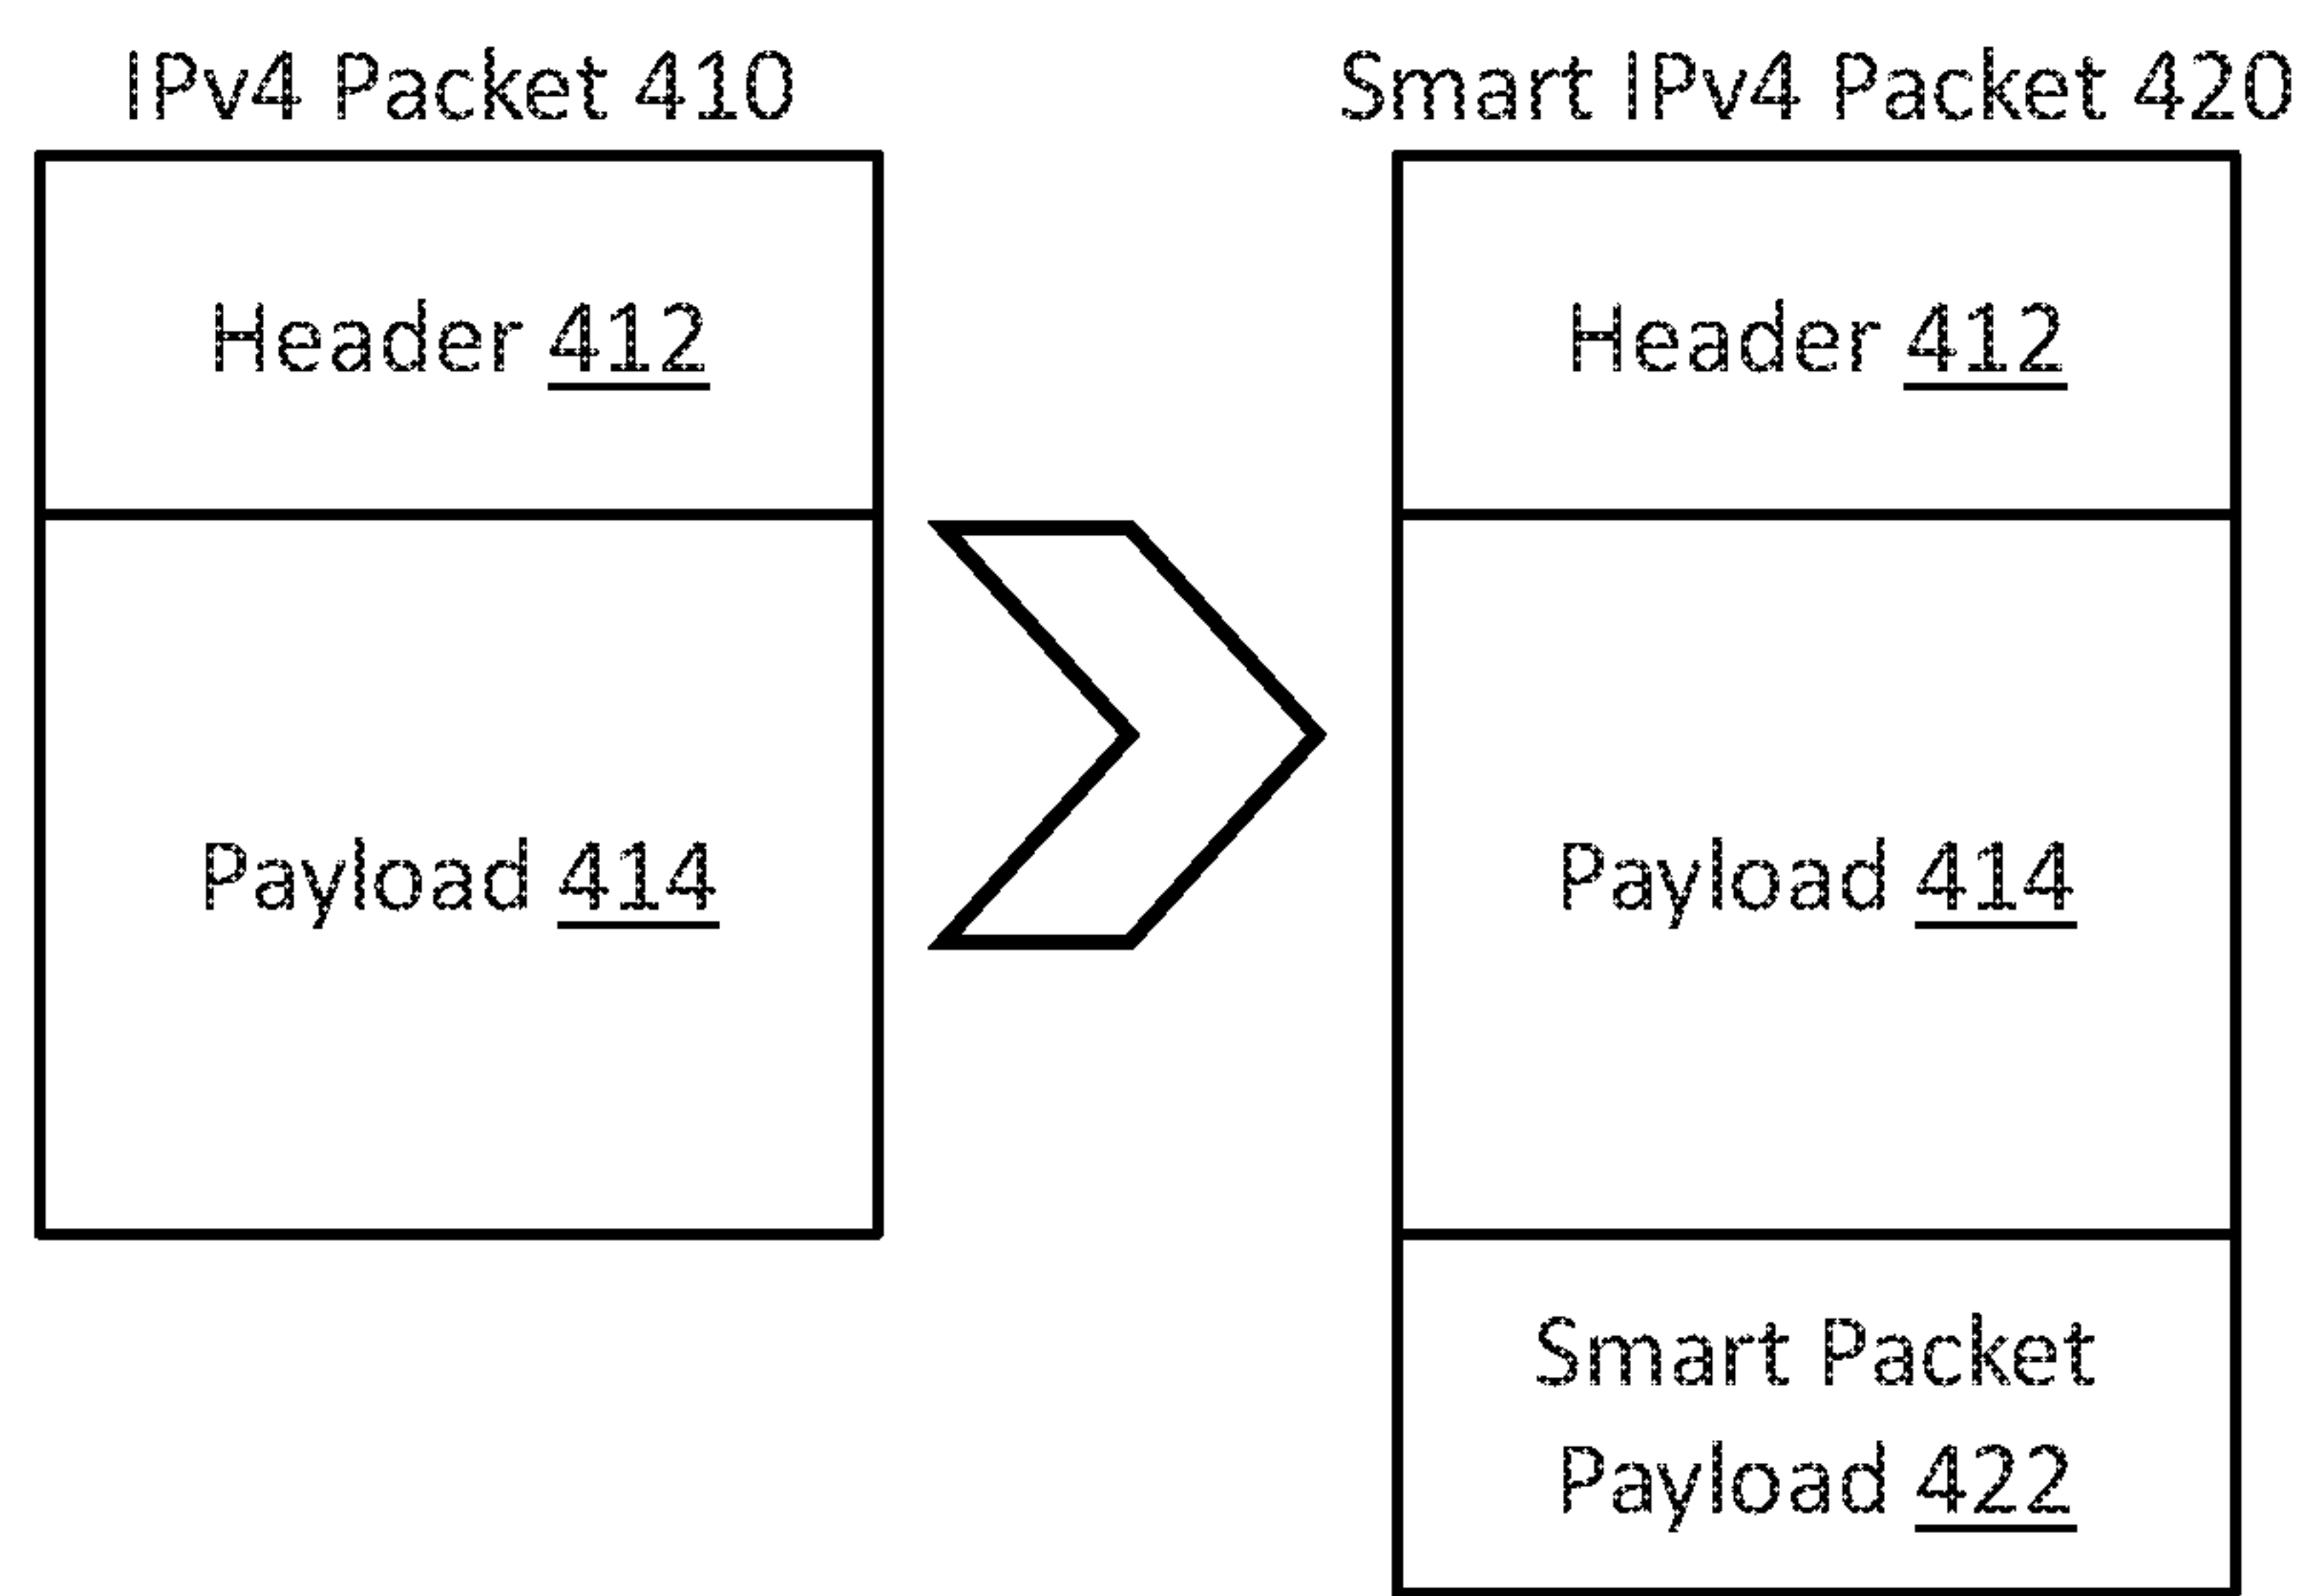 IPv4 Packet 410
Header 412
Payload 414
Smart IPv4 Packet 420
Header 412
Payload 414
Smart Packet
Payload 422